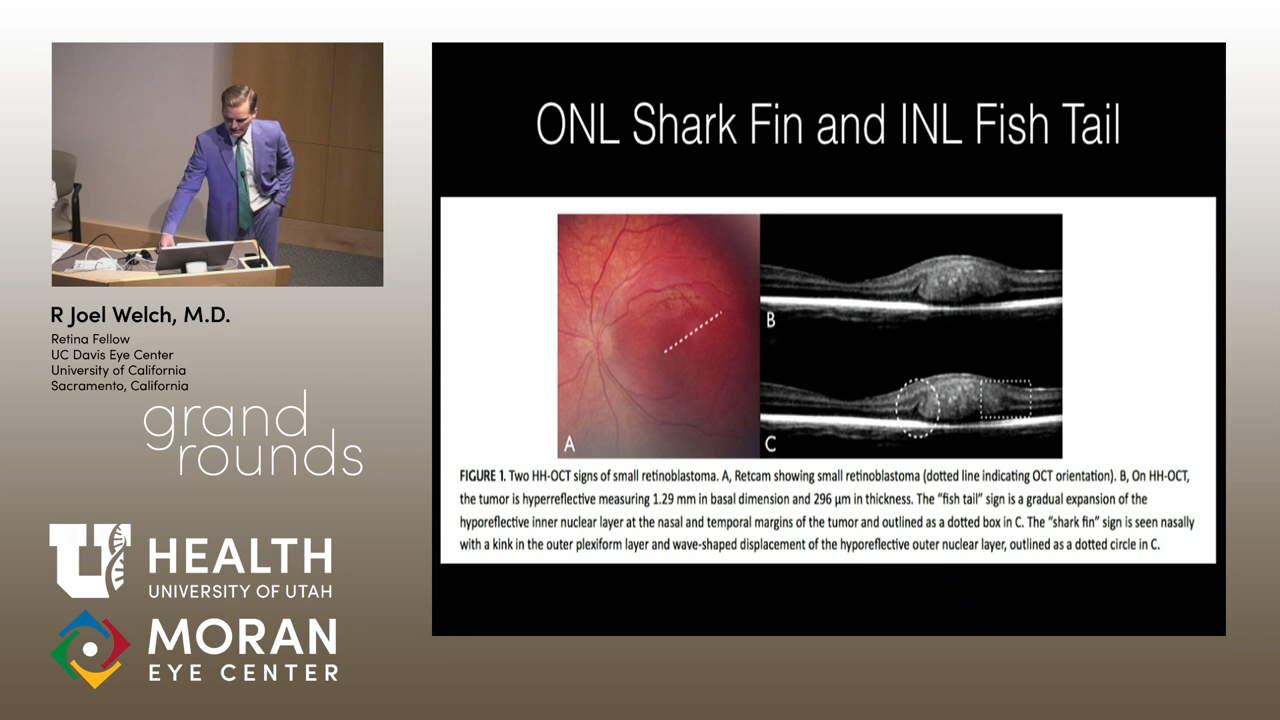 ONL Shark Fin and INL Fish Tail
A
B
C
FIGURE 1. Two HH-OCT signs of small retinoblastoma. A, Retcam showing small retinoblastoma (dotted line indicating OCT orientation). B, On HH-OCT,
the tumor is hyperreflective measuring 1.29 mm in basal dimension and 296 μm in thickness. The "fish tail" sign is a gradual expansion of the
hyporeflective inner nuclear layer at the nasal and temporal margins of the tumor and outlined as a dotted box in C. The "shark fin" sign is seen nasally
with a kink in the outer plexiform layer and wave-shaped displacement of the hyporeflective outer nuclear layer, outlined as a dotted circle in C.
R Joel Welch, M.D.
Retina Fellow
UC Davis Eye Center
University of California
Sacramento, California
grand
rounds
U
HEALTH
UNIVERSITY OF UTAH
MORAN
EYE CENTER